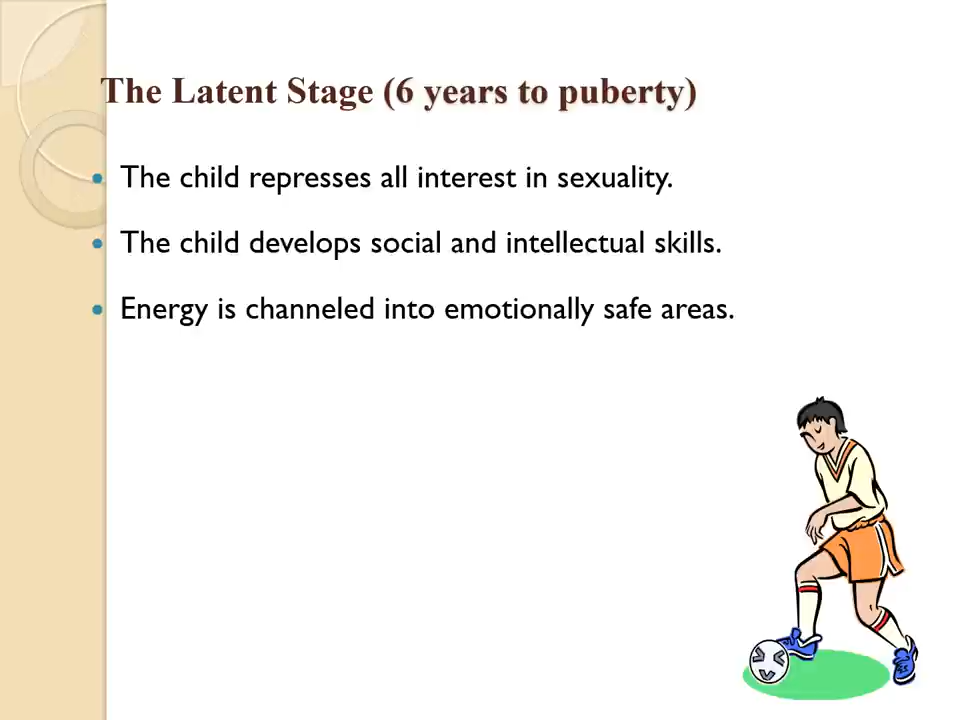 The Latent Stage (6 years to puberty)
The child represses all interest in sexuality.
The child develops social and intellectual skills.
Energy is channeled into emotionally safe areas.